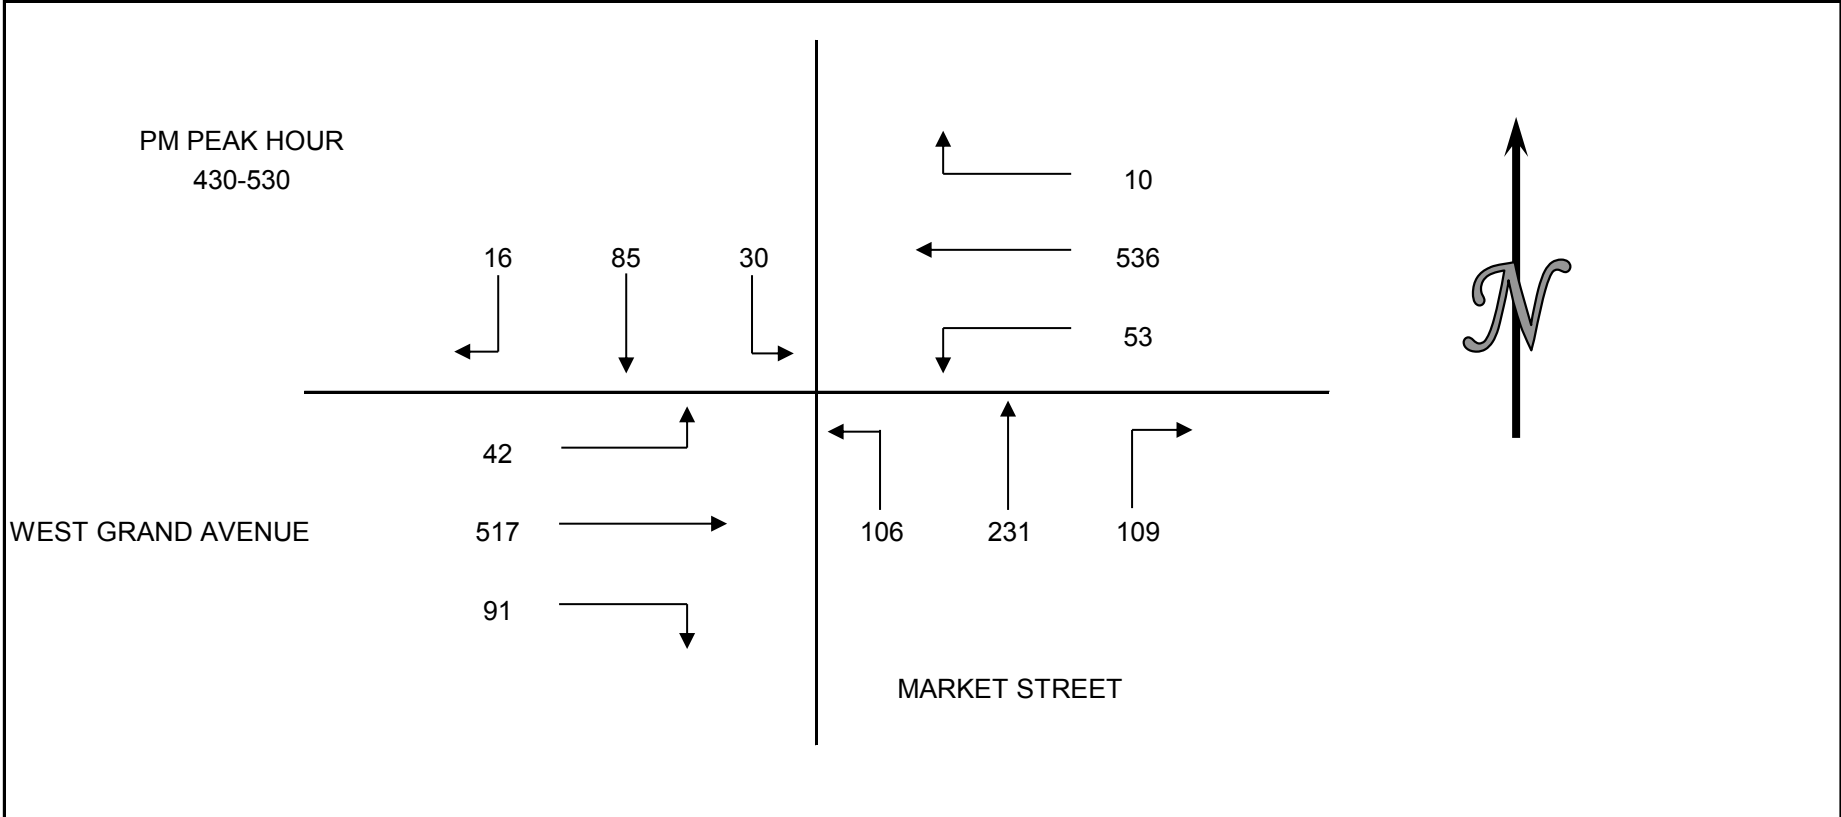 PM PEAK HOUR
430-530
10
16 85 30 536
53
42
WEST GRAND AVENUE 517 106 231 109
91
MARKET STREET
N